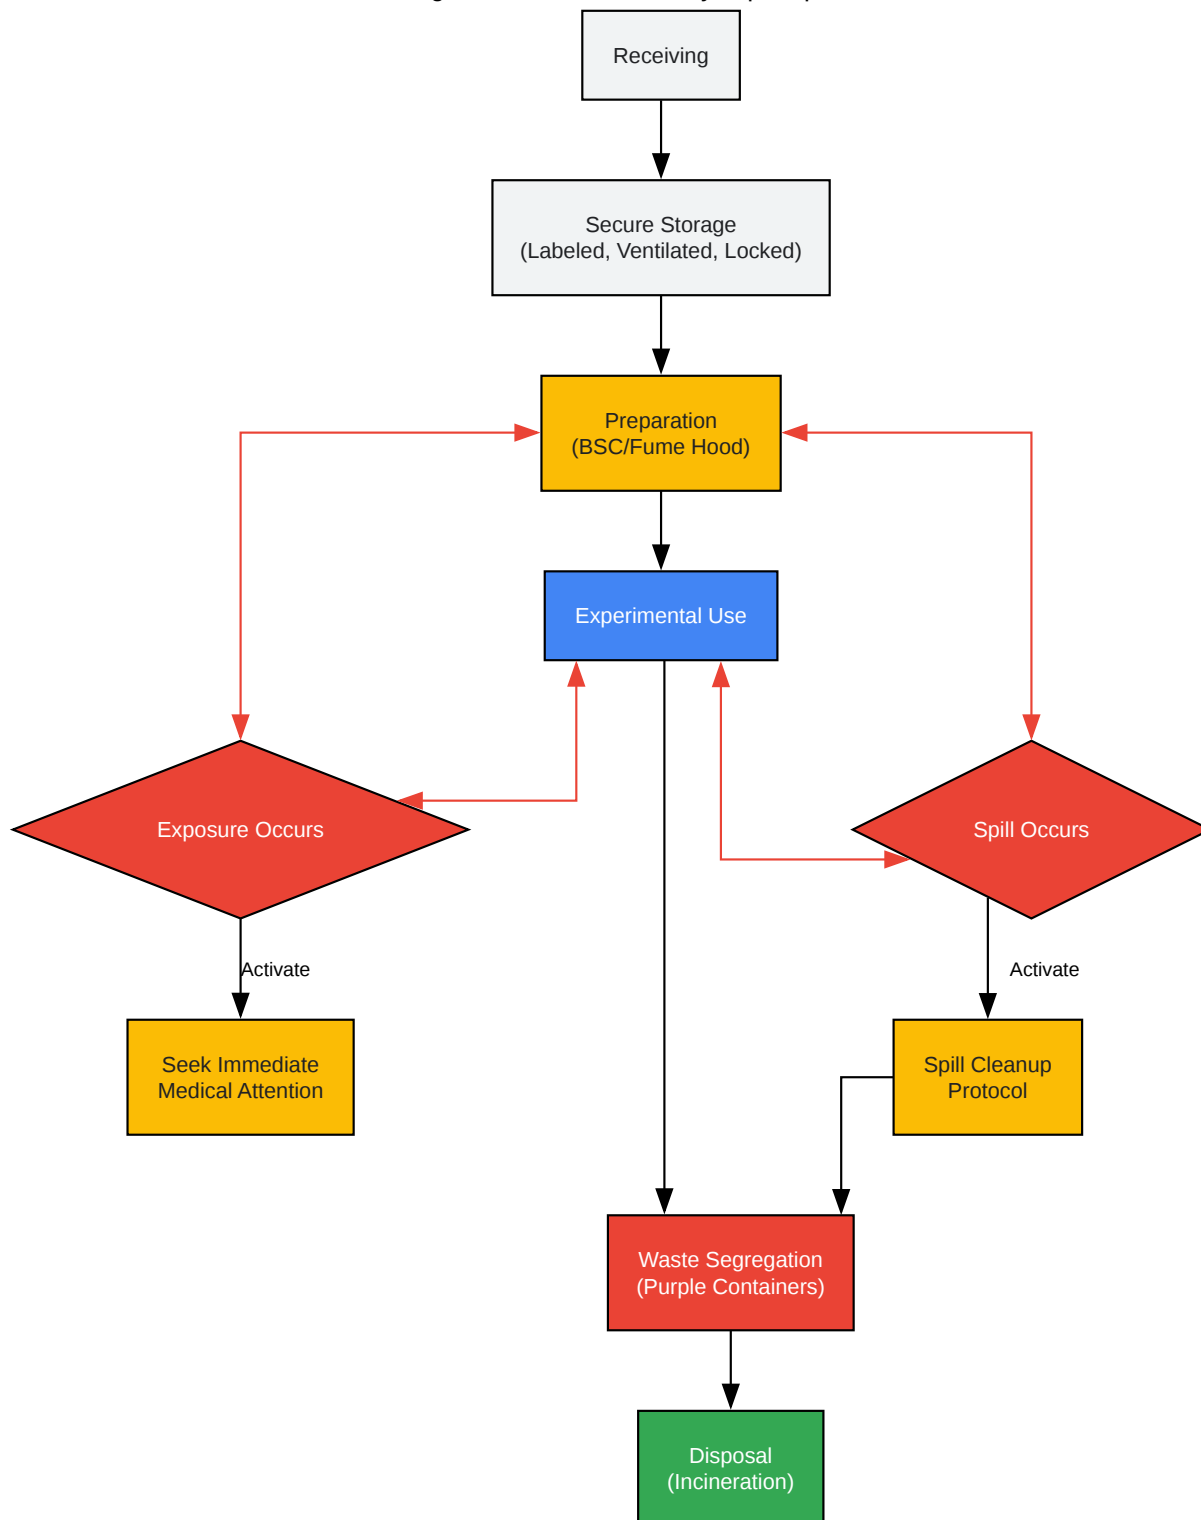 Receiving
Secure Storage
(Labeled, Ventilated, Locked)
Preparation
(BSC/Fume Hood)
Experimental Use
Exposure Occurs
Spill Occurs
Activate
Activate
Seek Immediate
Medical Attention
Spill Cleanup
Protocol
Waste Segregation
(Purple Containers)
Disposal
(Incineration)